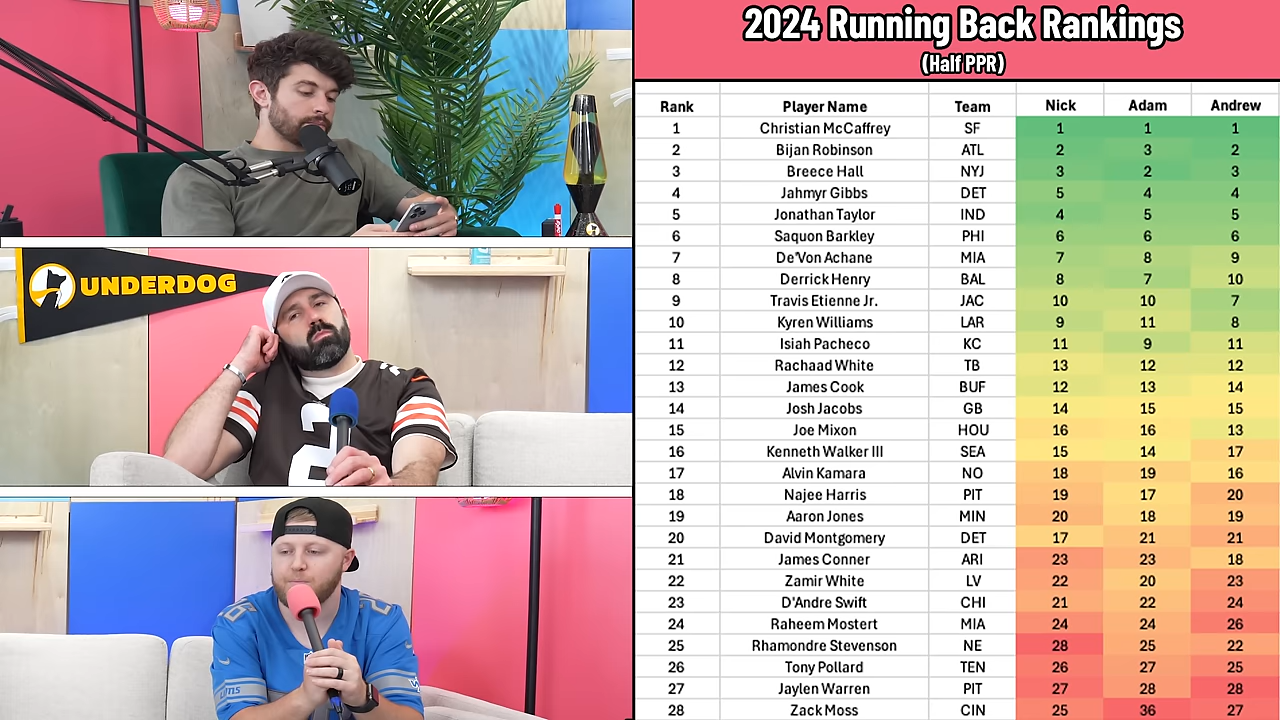 UNDERDOG
2024 Running Back Rankings
(Half PPR)
Rank Player Name Team Nick Adam Andrew
1 Christian McCaffrey SF 1 1 1
2 Bijan Robinson ATL 2 3 2
3 Breece Hall NYJ 3 2 3
4 Jahmyr Gibbs DET 5 4 4
5 Jonathan Taylor IND 4 5 5
6 Saquon Barkley PHI 6 6 6
7 De'Von Achane MIA 7 8 9
8 Derrick Henry BAL 8 7 10
9 Travis Etienne Jr. JAC 10 10 7
10 Kyren Williams LAR 9 11 8
11 Isiah Pacheco KC 11 9 11
12 Rachaad White TB 13 12 12
13 James Cook BUF 12 13 14
14 Josh Jacobs GB 14 15 15
15 Joe Mixon HOU 16 16 13
16 Kenneth Walker III SEA 15 14 17
17 Alvin Kamara NO 18 19 16
18 Najee Harris PIT 19 17 20
19 Aaron Jones MIN 20 18 19
20 David Montgomery DET 17 21 21
21 James Conner ARI 23 23 18
22 Zamir White LV 22 20 23
23 D'Andre Swift CHI 21 22 24
24 Raheem Mostert MIA 24 24 26
25 Rhamondre Stevenson NE 28 25 22
26 Tony Pollard TEN 26 27 25
27 Jaylen Warren PIT 27 28 28
28 Zack Moss CIN 25 36 27